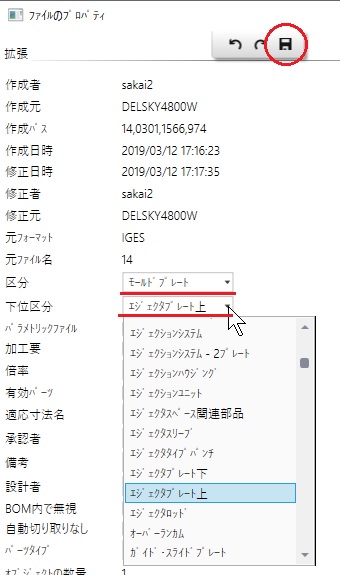 ﾌｧｲﾙのﾌﾟﾛﾊﾟﾃｨ
拡張
作成者 sakai2
作成元 DELSKY4800W
作成ﾊﾟｽ 14,0301,1566,974
作成日時 2019/03/12 17:16:23
修正日時 2019/03/12 17:17:35
修正者 sakai2
修正元 DELSKY4800W
元ﾌｫｰﾏｯﾄ IGES
元ﾌｧｲﾙ名 14
区分 ﾓｰﾙﾄﾞﾌﾟﾚｰﾄ
下位区分 ｴｼﾞｪｸﾀﾌﾟﾚｰﾄ上
ﾊﾟﾗﾒﾄﾘｯｸﾌｧｲﾙ
加工要
倍率
有効ﾊﾟｰﾂ
適応寸法名
承認者
備考
設計者
BOM内で無視
自動切り取りなし
ﾊﾟｰﾂﾀｲﾌﾟ
ｵﾌﾞｼﾞｪｸﾄの数量 1
ｴｼﾞｪｸｼｮﾝｼｽﾃﾑ
ｴｼﾞｪｸｼｮﾝｼｽﾃﾑ - 2ﾌﾟﾚｰﾄ
ｴｼﾞｪｸｼｮﾝﾊｳｼﾞﾝｸﾞ
ｴｼﾞｪｸｼｮﾝﾕﾆｯﾄ
ｴｼﾞｪｸﾀｽﾍﾟｰｽ関連部品
ｴｼﾞｪｸﾀｽﾘｰﾌﾞ
ｴｼﾞｪｸﾀﾀｲﾌﾟﾊﾟﾝﾁ
ｴｼﾞｪｸﾀﾌﾟﾚｰﾄ下
ｴｼﾞｪｸﾀﾌﾟﾚｰﾄ上
ｴｼﾞｪｸﾀﾛｯﾄﾞ
ｵｰﾊﾞｰﾗﾝｶﾑ
ｶﾞｲﾄﾞ･ｽﾗｲﾄﾞﾌﾟﾚｰﾄ